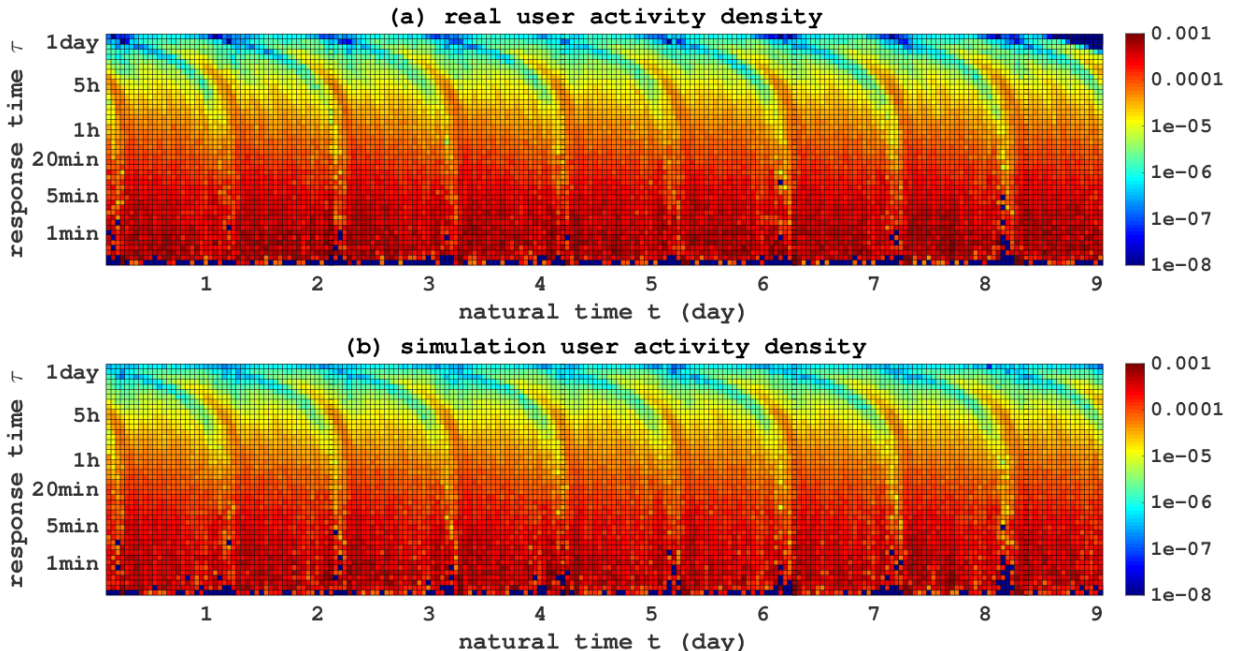 (a) real user activity density
response time τ
1day
5h
1h
20min
5min
1min
1 2 3 4 5 6 7 8 9
natural time t (day)
0.001
0.0001
1e-05
1e-06
1e-07
1e-08
(b) simulation user activity density
response time τ
1day
5h
1h
20min
5min
1min
1 2 3 4 5 6 7 8 9
natural time t (day)
0.001
0.0001
1e-05
1e-06
1e-07
1e-08